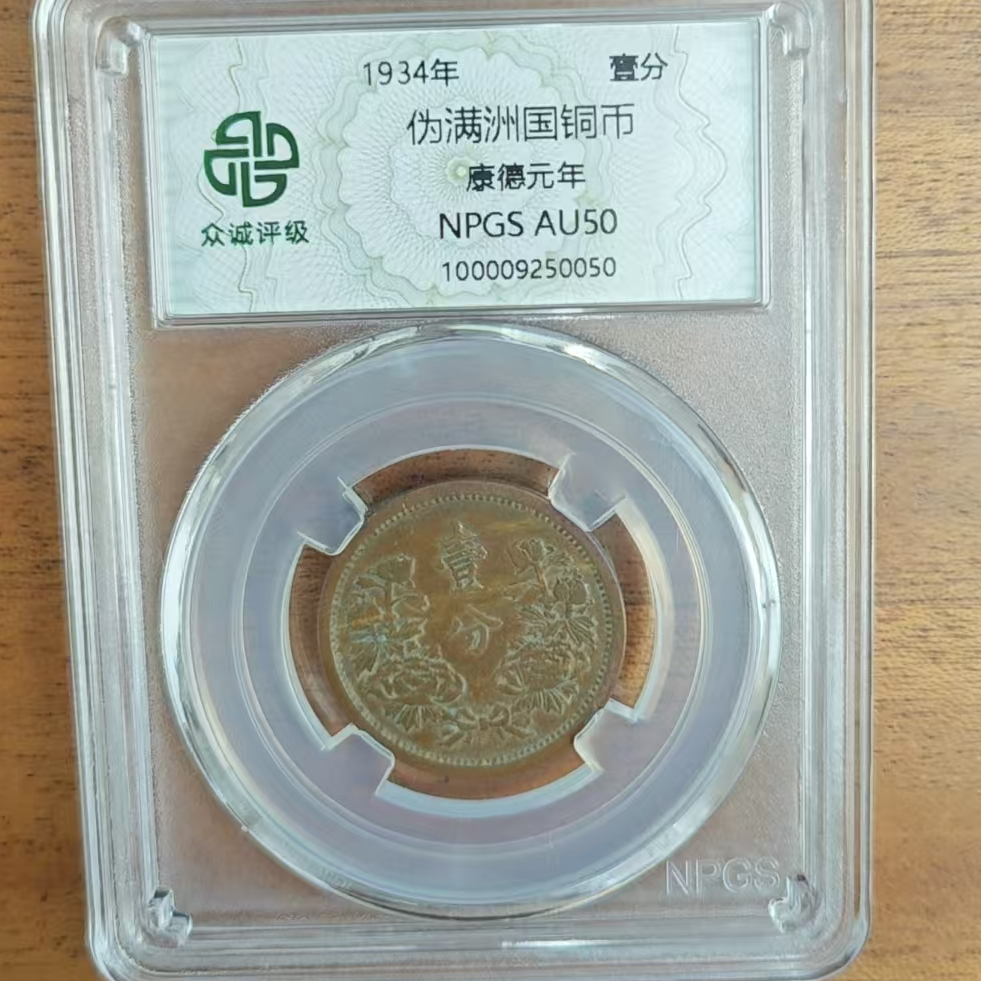 1934年 壹分
伪满洲国铜币
康德元年
NPGS AU50
100009250050
众诚评级
壹
分
NPGS